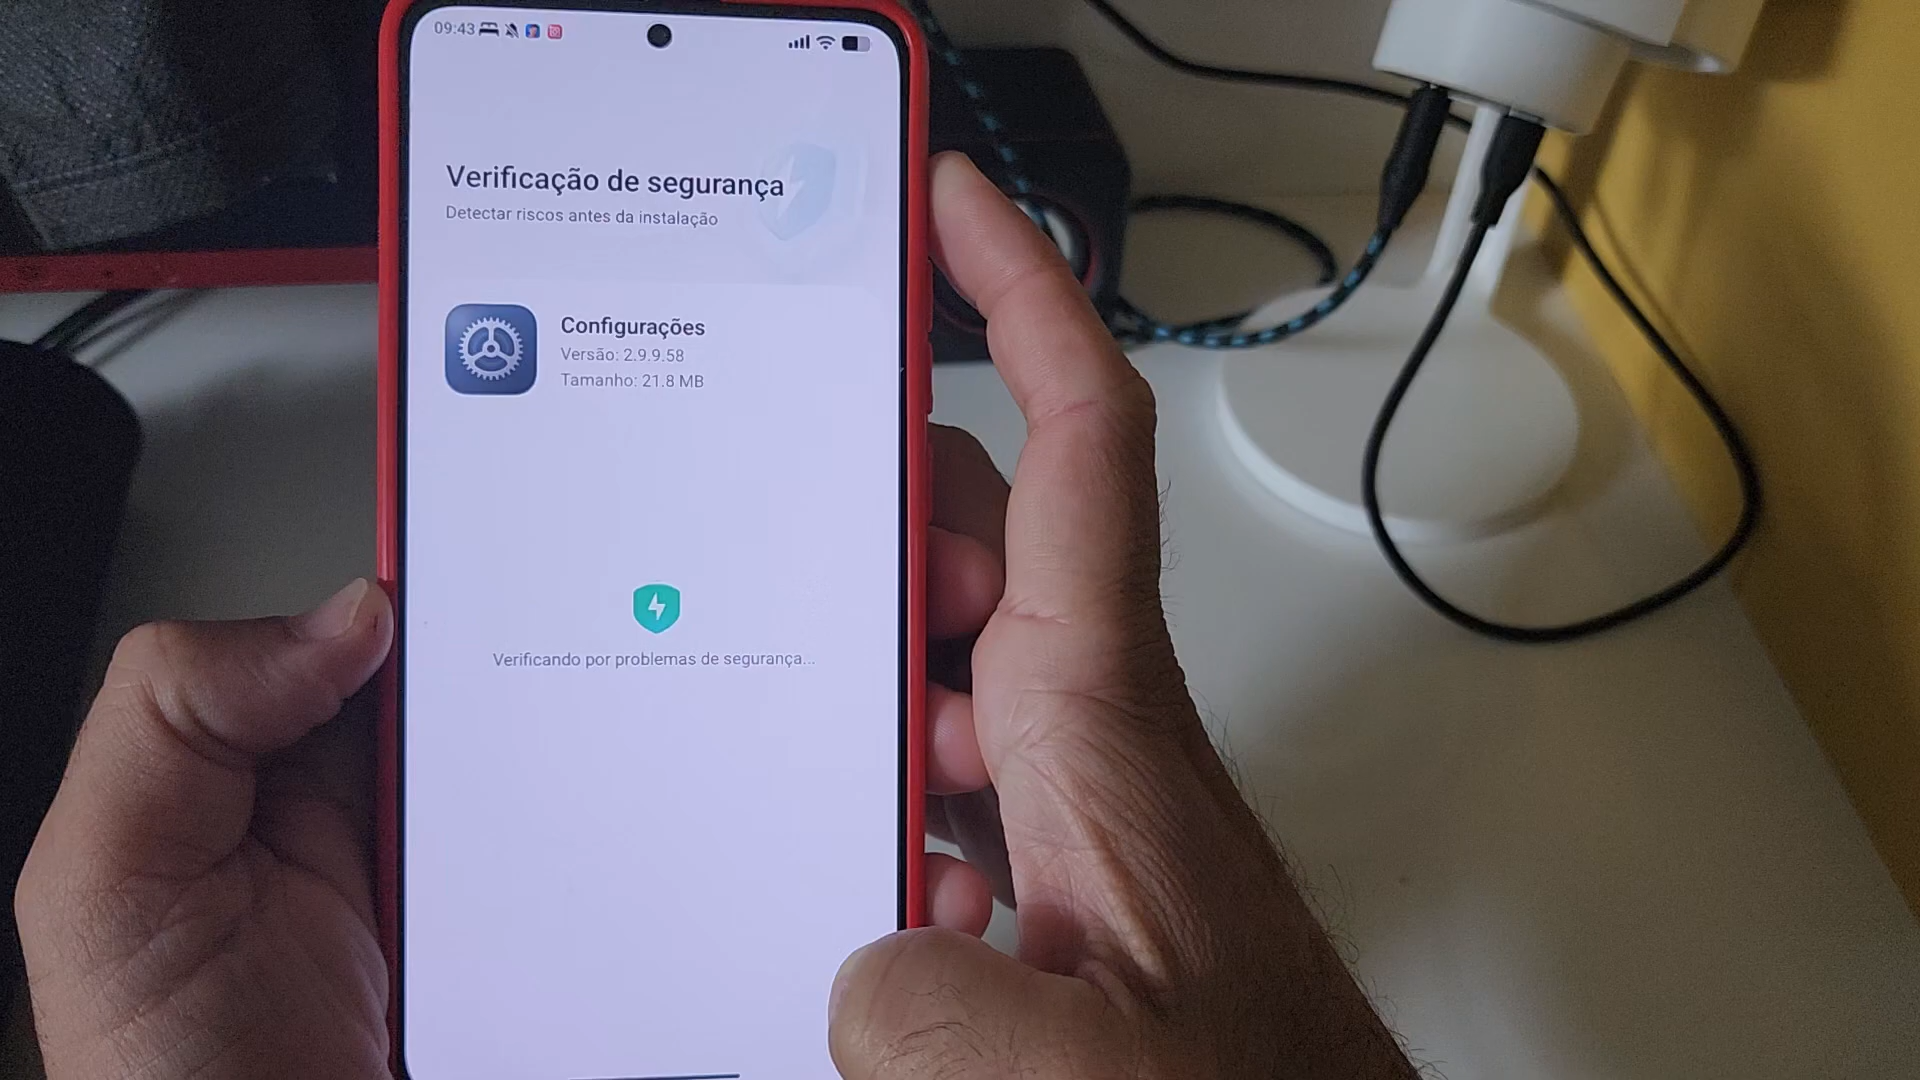 09:43
Verificação de segurança
Detectar riscos antes da instalação
Configurações
Versão: 2.9.9.58
Tamanho: 21.8 MB
Verificando por problemas de segurança...